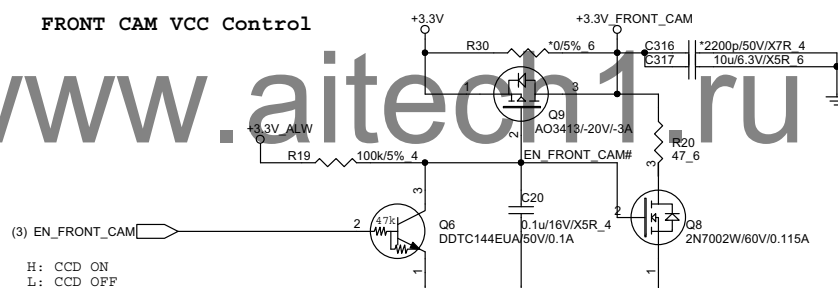 FRONT CAM VCC Control
+3.3V
+3.3V_FRONT_CAM
R30
*0/5%_6
C316
*2200p/50V/X7R_4
C317
10u/6.3V/X5R_6
www.aitech1.ru
1
3
Q9
AO3413/-20V/-3A
2
+3.3V_ALW
R19
100k/5%_4
EN_FRONT_CAM#
R20
47_6
3
3
C20
0.1u/16V/X5R_4
2
Q8
2N7002W/60V/0.115A
(3) EN_FRONT_CAM
2
47k
Q6
DDTC144EUA/50V/0.1A
1
1
H: CCD ON
L: CCD OFF